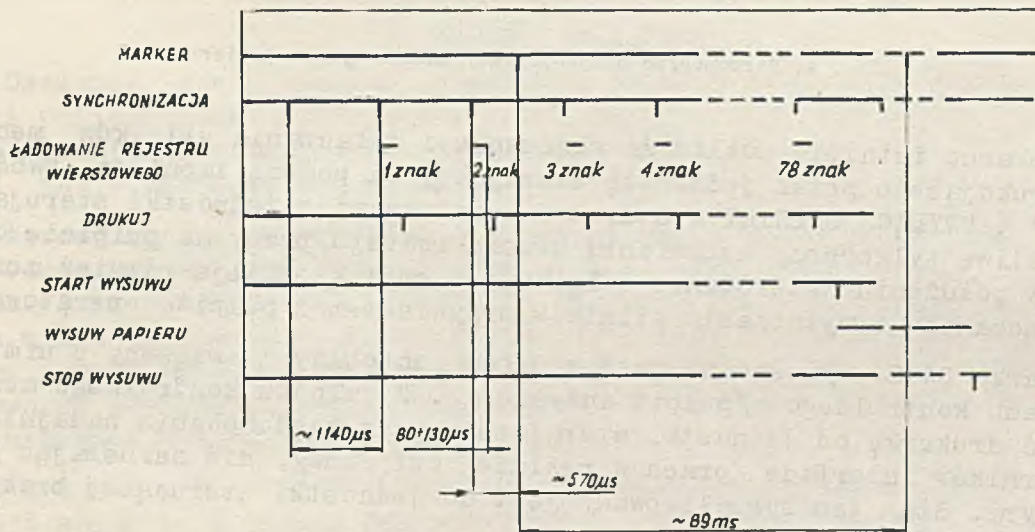 MARKER
SYNCHRONIZACJA
ŁADOWANIE REJESTRU
WIERSZOWEGO
1 znak
2 znak
3 znak
4 znak
78 znak
DRUKUJ
START WYSUWU
WYSUW PAPIERU
STOP WYSUWU
~1140µs
80÷130µs
~570µs
~89ms